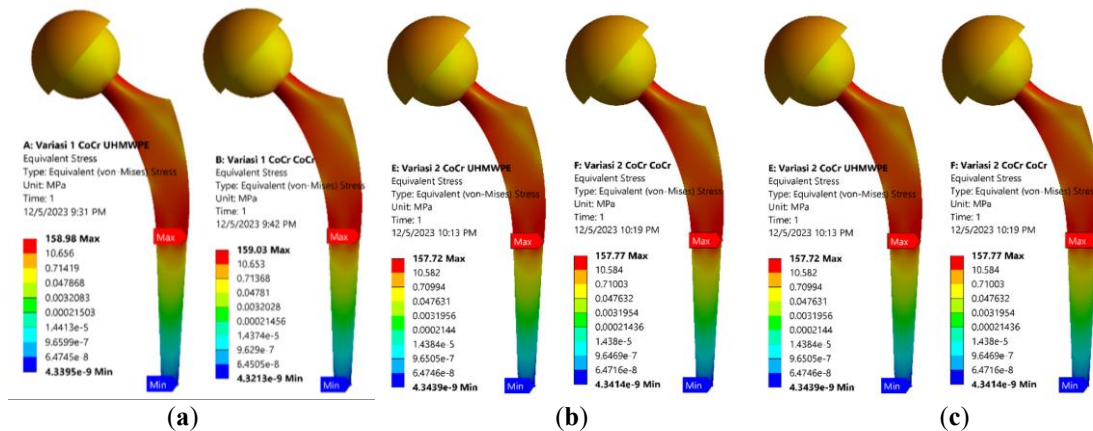 A: Variasi 1 CoCr UHMWPE
Equivalent Stress
Type: Equivalent (von-Mises) Stress
Unit: MPa
Time: 1
12/5/2023 9:31 PM
158.98 Max
10.656
0.71419
0.047868
0.0032083
0.00021503
1.4413e-5
9.6599e-7
6.4745e-8
4.3395e-9 Min
Max
Min
B: Variasi 1 CoCr CoCr
Equivalent Stress
Type: Equivalent (von-Mises) Stress
Unit: MPa
Time: 1
12/5/2023 9:42 PM
159.03 Max
10.653
0.71368
0.04781
0.0032028
0.00021456
1.4374e-5
9.629e-7
6.4505e-8
4.3213e-9 Min
Max
Min
(a)
E: Variasi 2 CoCr UHMWPE
Equivalent Stress
Type: Equivalent (von-Mises) Stress
Unit: MPa
Time: 1
12/5/2023 10:13 PM
157.72 Max
10.582
0.70994
0.047631
0.0031956
0.0002144
1.4384e-5
9.6505e-7
6.4746e-8
4.3439e-9 Min
Max
Min
F: Variasi 2 CoCr CoCr
Equivalent Stress
Type: Equivalent (von-Mises) Stress
Unit: MPa
Time: 1
12/5/2023 10:19 PM
157.77 Max
10.584
0.71003
0.047632
0.0031954
0.00021436
1.438e-5
9.6469e-7
6.4716e-8
4.3414e-9 Min
Max
Min
(b)
E: Variasi 2 CoCr UHMWPE
Equivalent Stress
Type: Equivalent (von-Mises) Stress
Unit: MPa
Time: 1
12/5/2023 10:13 PM
157.72 Max
10.582
0.70994
0.047631
0.0031956
0.0002144
1.4384e-5
9.6505e-7
6.4746e-8
4.3439e-9 Min
Max
Min
F: Variasi 2 CoCr CoCr
Equivalent Stress
Type: Equivalent (von-Mises) Stress
Unit: MPa
Time: 1
12/5/2023 10:19 PM
157.77 Max
10.584
0.71003
0.047632
0.0031954
0.00021436
1.438e-5
9.6469e-7
6.4716e-8
4.3414e-9 Min
Max
Min
(c)